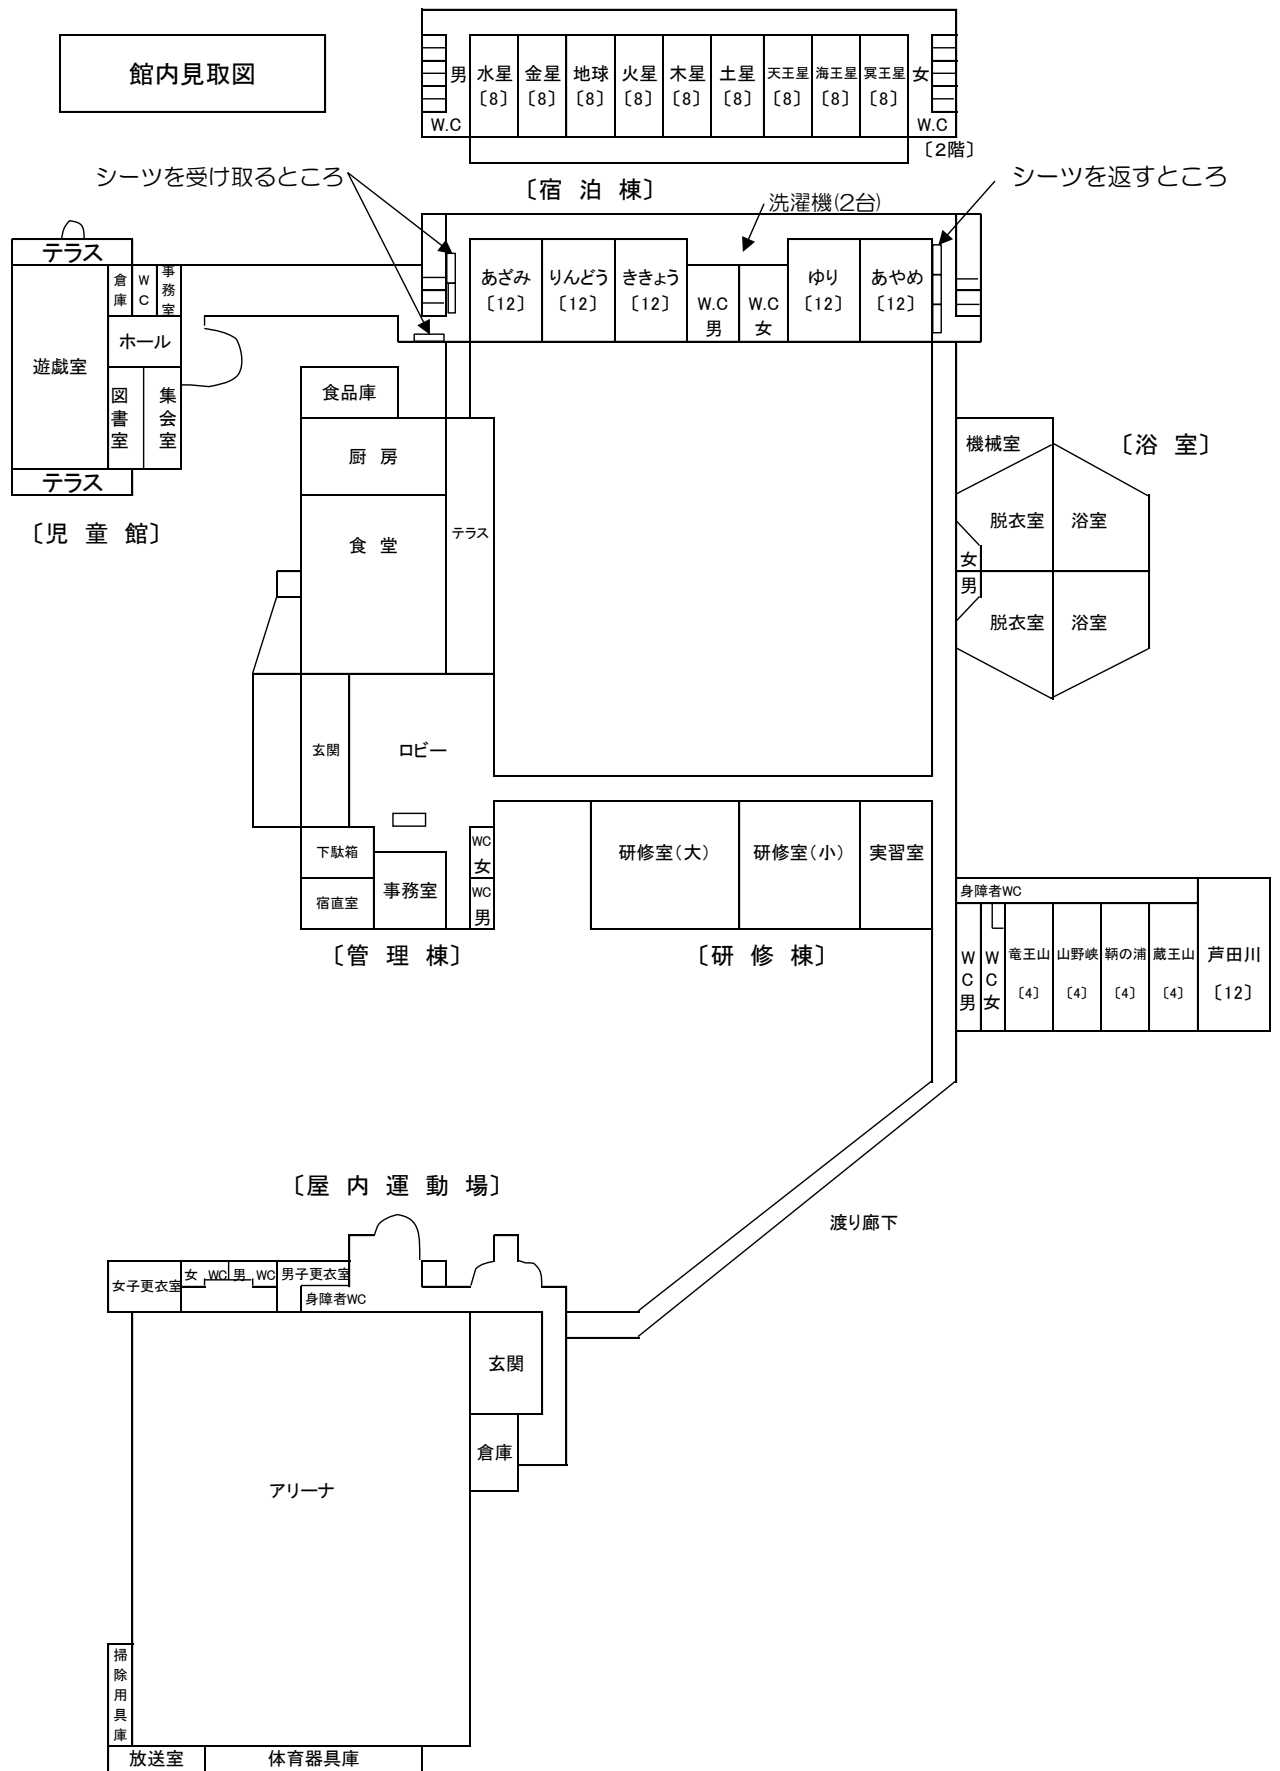 館内見取図
男
水星
〔8〕
金星
〔8〕
地球
〔8〕
火星
〔8〕
木星
〔8〕
土星
〔8〕
天王星
〔8〕
海王星
〔8〕
冥王星
〔8〕
女
W.C
W.C
〔2階〕
シーツを受け取るところ
〔宿 泊 棟〕
洗濯機(2台)
シーツを返すところ
テラス
倉庫
WC
事務室
ホール
遊戯室
図書室
集会室
テラス
〔児 童 館〕
あざみ
〔12〕
りんどう
〔12〕
ききょう
〔12〕
W.C
男
W.C
女
ゆり
〔12〕
あやめ
〔12〕
食品庫
厨 房
食 堂
テラス
機械室
〔浴 室〕
脱衣室
浴室
女
男
脱衣室
浴室
玄関
ロビー
下駄箱
宿直室
事務室
WC
女
WC
男
〔管 理 棟〕
研修室(大)
研修室(小)
実習室
〔研 修 棟〕
身障者WC
WC男
WC女
竜王山
〔4〕
山野峡
〔4〕
鞆の浦
〔4〕
蔵王山
〔4〕
芦田川
〔12〕
渡り廊下
〔屋 内 運 動 場〕
女子更衣室
女 WC
男 WC
男子更衣室
身障者WC
玄関
倉庫
アリーナ
掃除用具庫
放送室
体育器具庫